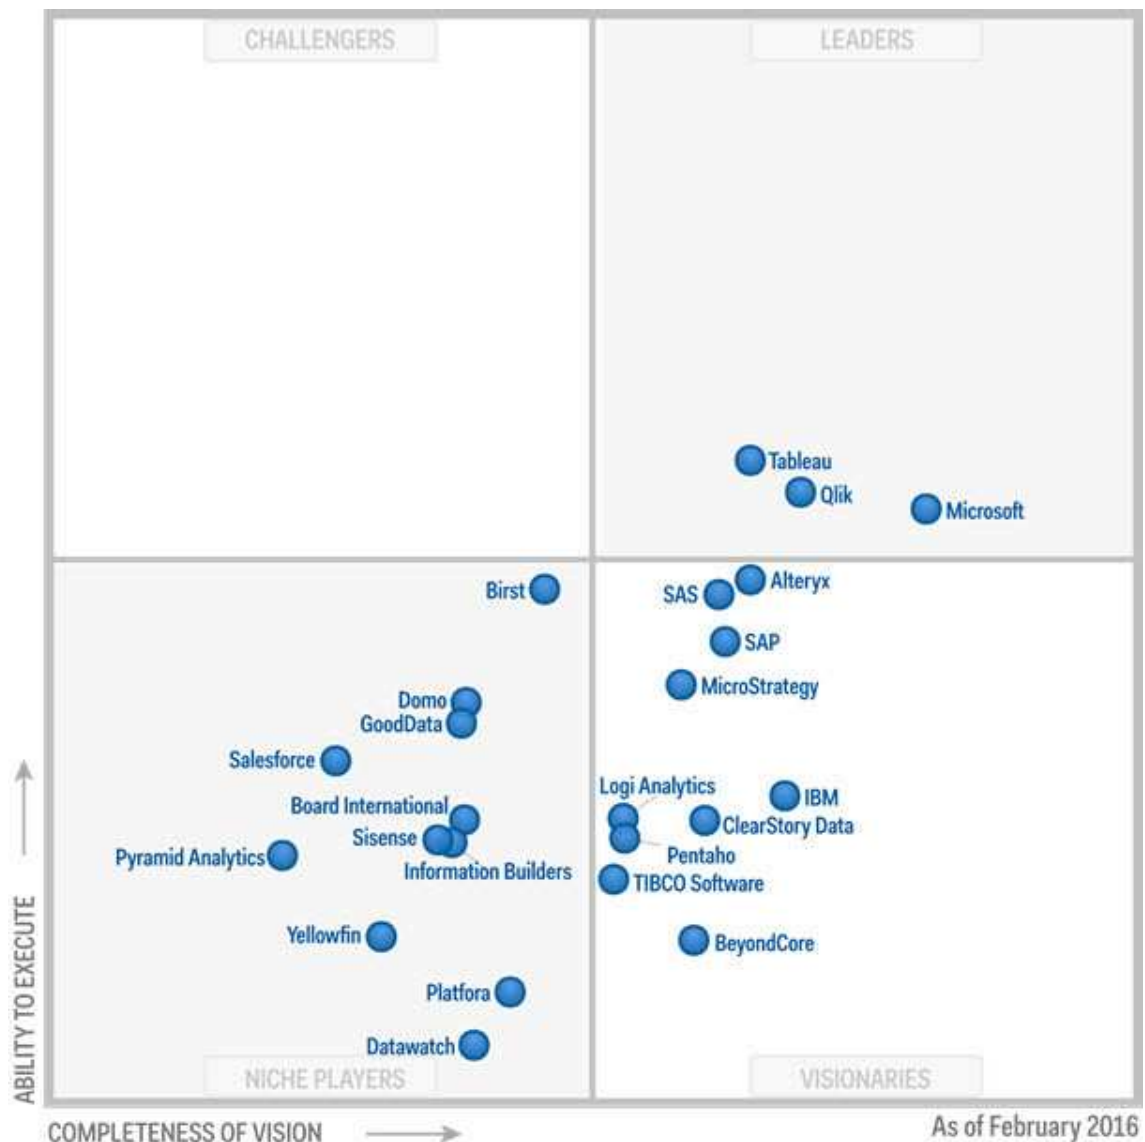 CHALLENGERS
LEADERS
Tableau
Qlik
Microsoft
Birst
SAS
Alteryx
SAP
MicroStrategy
Domo
GoodData
Salesforce
Logi Analytics
IBM
Board International
ClearStory Data
Sisense
Pentaho
Pyramid Analytics
Information Builders
TIBCO Software
Yellowfin
BeyondCore
Platfora
Datawatch
NICHE PLAYERS
VISIONARIES
ABILITY TO EXECUTE
COMPLETENESS OF VISION
As of February 2016